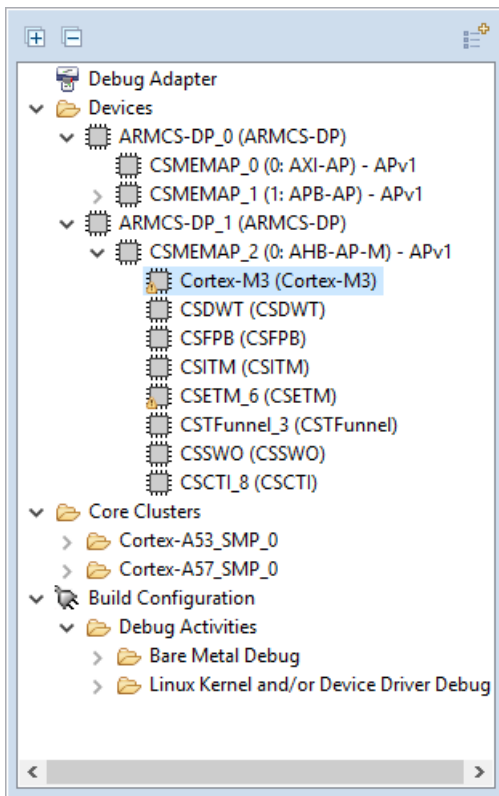 Debug Adapter
Devices
ARMCS-DP_0 (ARMCS-DP)
CSMEMAP_0 (0: AXI-AP) - APv1
CSMEMAP_1 (1: APB-AP) - APv1
ARMCS-DP_1 (ARMCS-DP)
CSMEMAP_2 (0: AHB-AP-M) - APv1
Cortex-M3 (Cortex-M3)
CSDWT (CSDWT)
CSFPB (CSFPB)
CSITM (CSITM)
CSETM_6 (CSETM)
CSTFunnel_3 (CSTFunnel)
CSSWO (CSSWO)
CSCTI_8 (CSCTI)
Core Clusters
Cortex-A53_SMP_0
Cortex-A57_SMP_0
Build Configuration
Debug Activities
Bare Metal Debug
Linux Kernel and/or Device Driver Debug